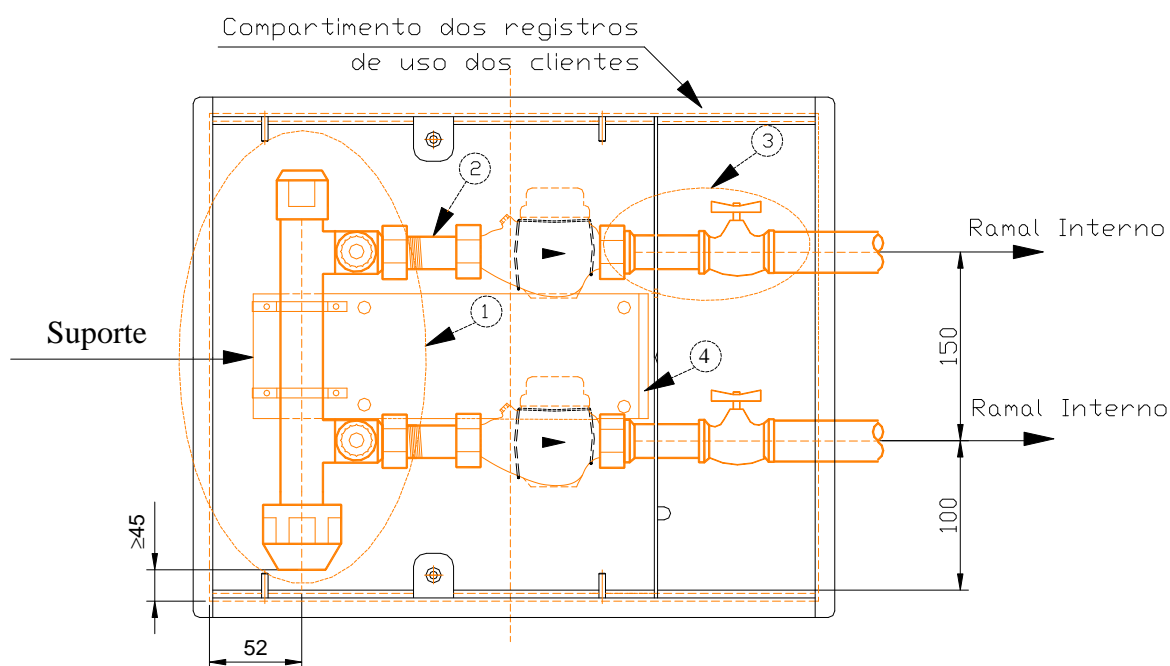 Compartimento dos registros
de uso dos clientes
3
2
Ramal Interno
1
Suporte
150
4
Ramal Interno
100
≥45
52